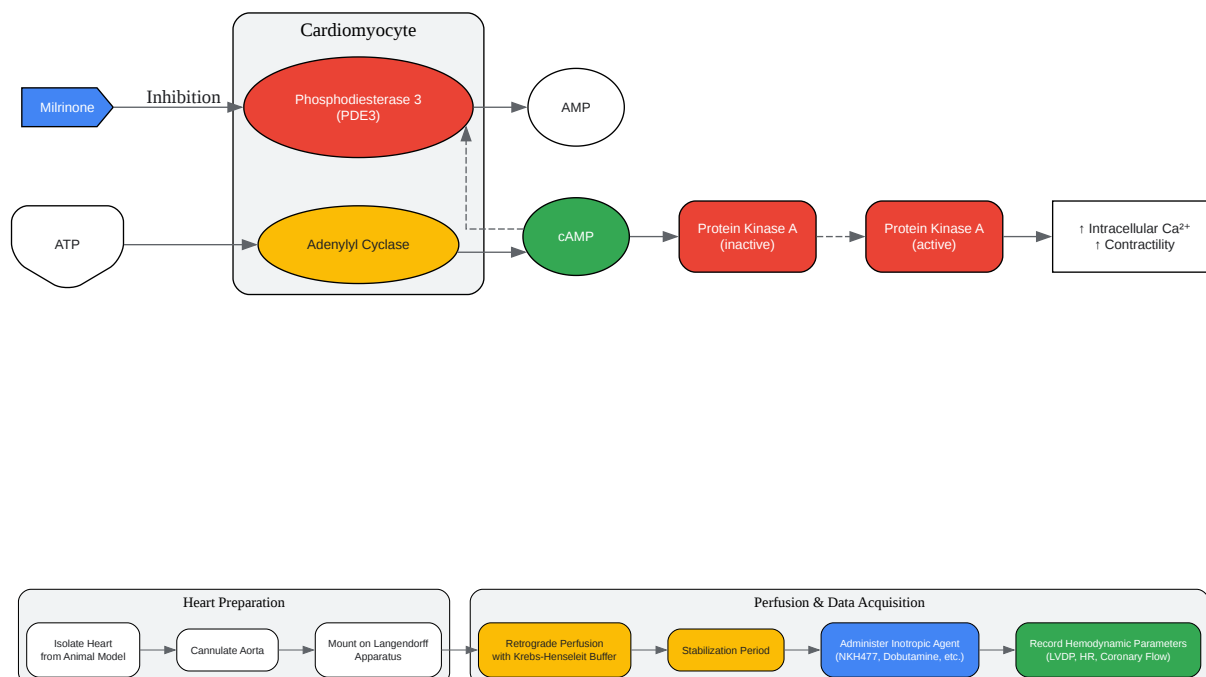 Cardiomyocyte
Milrinone
Inhibition
Phosphodiesterase 3
(PDE3)
AMP
ATP
Adenylyl Cyclase
cAMP
Protein Kinase A
(inactive)
Protein Kinase A
(active)
↑ Intracellular Ca²⁺
↑ Contractility
Heart Preparation
Isolate Heart
from Animal Model
Cannulate Aorta
Mount on Langendorff
Apparatus
Perfusion & Data Acquisition
Retrograde Perfusion
with Krebs-Henseleit Buffer
Stabilization Period
Administer Inotropic Agent
(NKH477, Dobutamine, etc.)
Record Hemodynamic Parameters
(LVDP, HR, Coronary Flow)